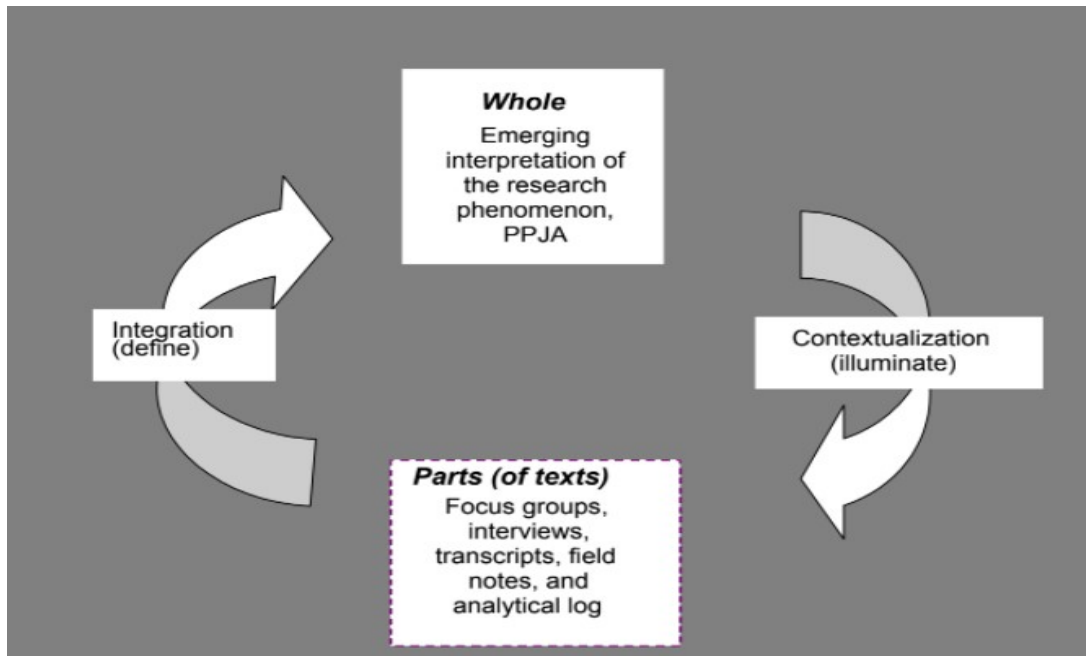 Whole
Emerging
interpretation of
the research
phenomenon,
PPJA
Integration
(define)
Contextualization
(illuminate)
Parts (of texts)
Focus groups,
interviews,
transcripts, field
notes, and
analytical log